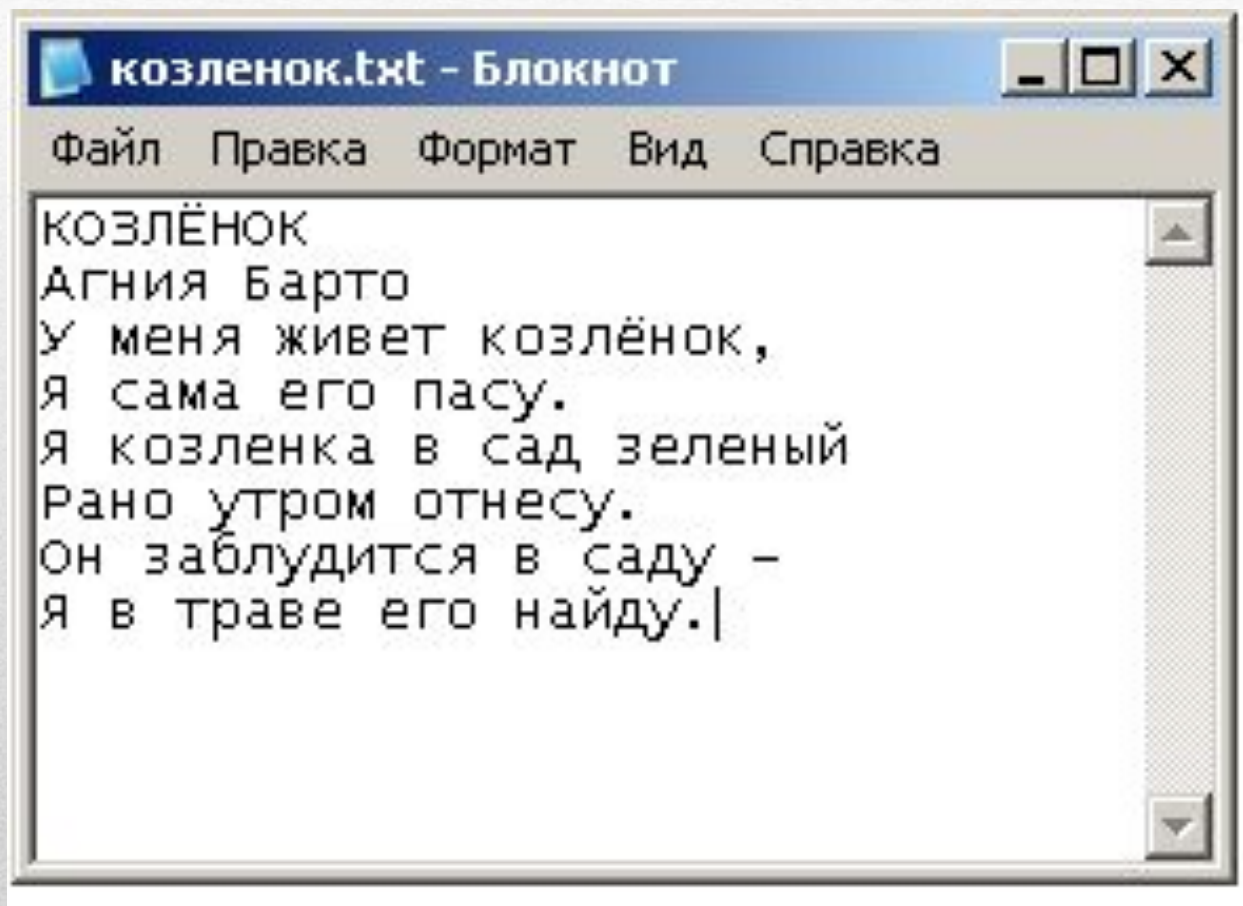 козленок.txt - Блокнот
Файл Правка Формат Вид Справка
КОЗЛЁНОК
Агния Барто
У меня живет козлёнок,
Я сама его пасу.
Я козленка в сад зеленый
Рано утром отнесу.
Он заблудится в саду –
Я в траве его найду.